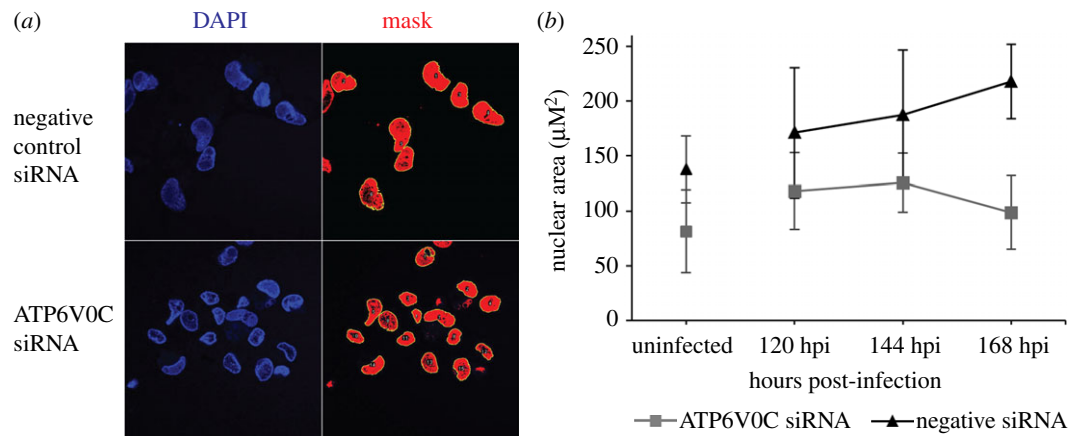 (a)
DAPI
mask
negative
control
siRNA
ATP6V0C
siRNA
(b)
nuclear area (µM²)
250
200
150
100
50
0
uninfected 120 hpi 144 hpi 168 hpi
hours post-infection
ATP6V0C siRNA negative siRNA